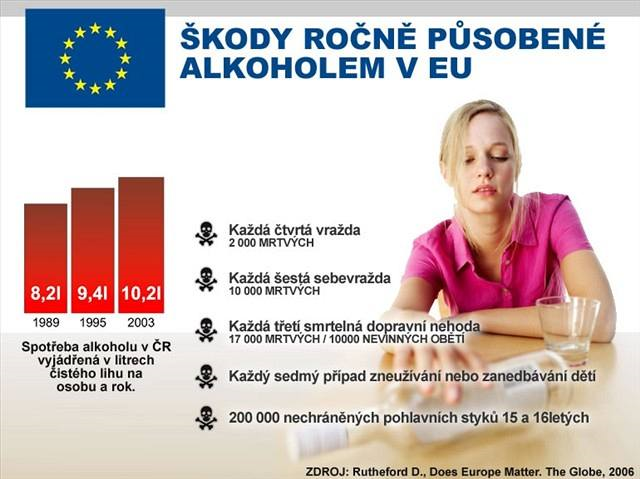 ŠKODY ROČNĚ PŮSOBENÉ
ALKOHOLEM V EU
8,2l 9,4l 10,2l
1989 1995 2003
Spotřeba alkoholu v ČR
vyjádřená v litrech
čistého lihu na
osobu a rok.
Každá čtvrtá vražda
2 000 MRTVÝCH
Každá šestá sebevražda
10 000 MRTVÝCH
Každá třetí smrtelná dopravní nehoda
17 000 MRTVÝCH / 10000 NEVINNÝCH OBĚTÍ
Každý sedmý případ zneužívání nebo zanedbávání dětí
200 000 nechráněných pohlavních styků 15 a 16letých
ZDROJ: Rutheford D., Does Europe Matter. The Globe, 2006